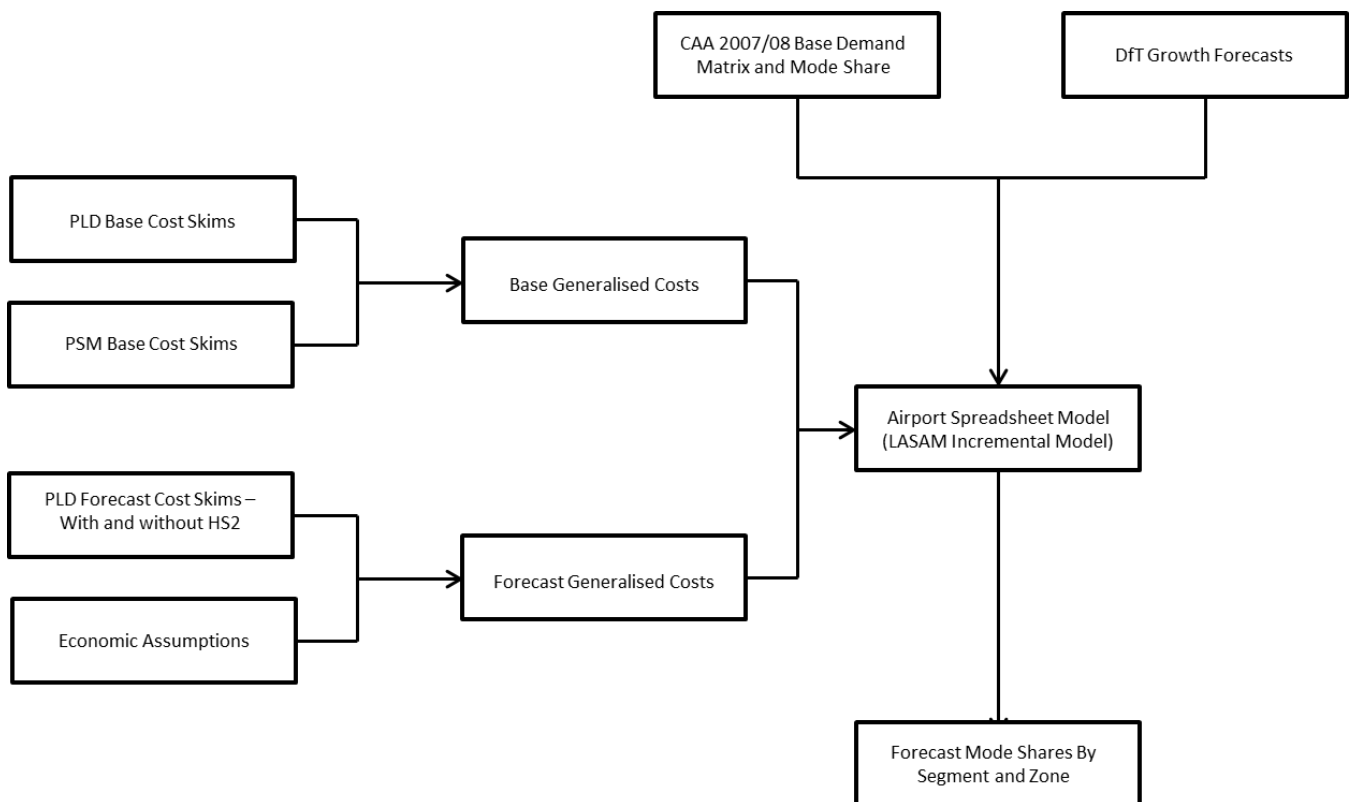 CAA 2007/08 Base Demand
Matrix and Mode Share
DfT Growth Forecasts
PLD Base Cost Skims
PSM Base Cost Skims
Base Generalised Costs
Airport Spreadsheet Model
(LASAM Incremental Model)
PLD Forecast Cost Skims –
With and without HS2
Forecast Generalised Costs
Economic Assumptions
Forecast Mode Shares By
Segment and Zone